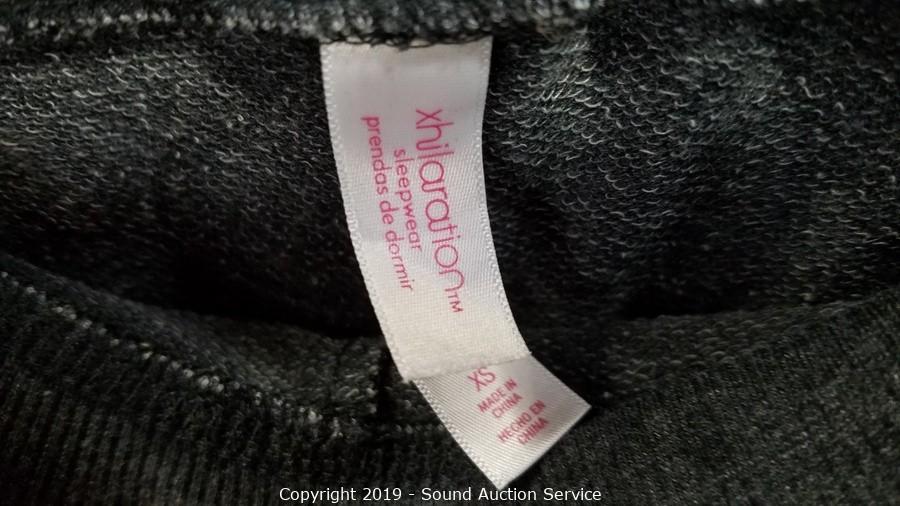 xhilaration™
sleepwear
prendas de dormir
XS
MADE IN
CHINA
HECHO EN
CHINA
Copyright 2019 - Sound Auction Service